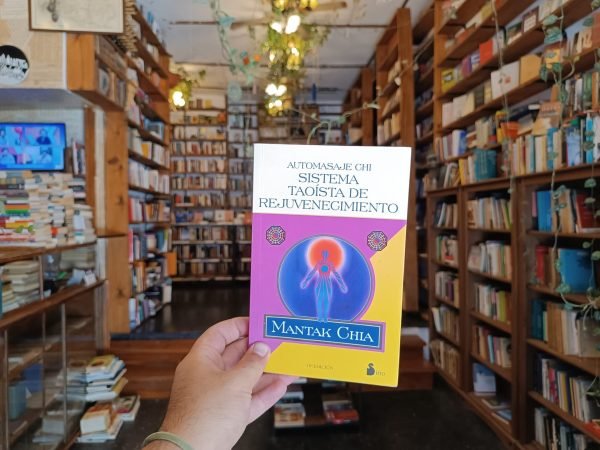 AUTOMASAJE CHI
SISTEMA
TAOÍSTA DE
REJUVENECIMIENTO
MANTAK CHIA